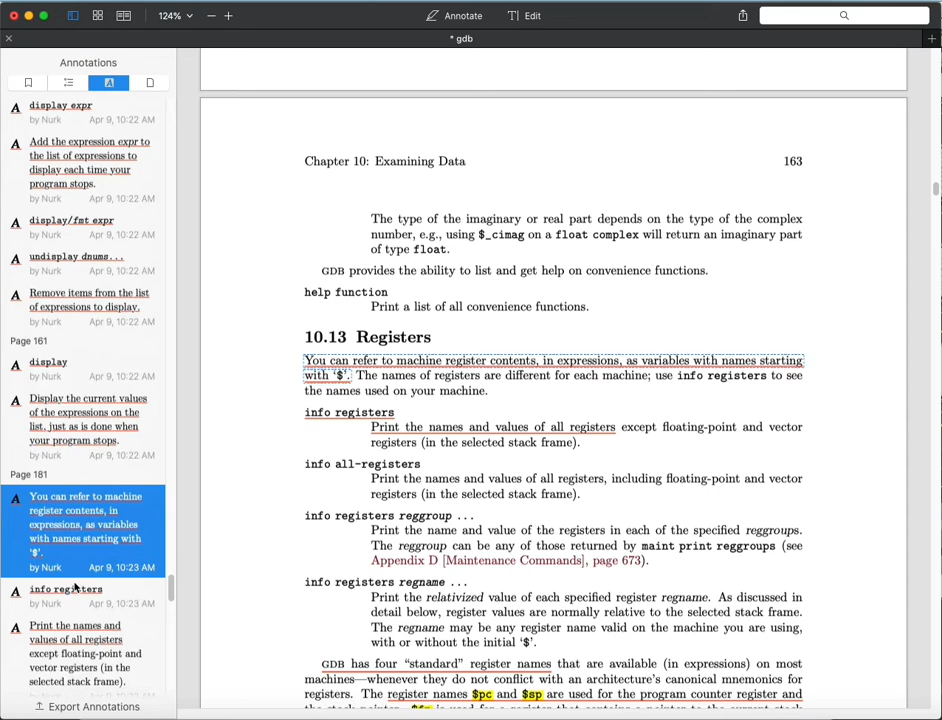 124%
Annotate
Edit
* gdb
Annotations
display expr
by Nurk Apr 9, 10:22 AM
Add the expression expr to
the list of expressions to
display each time your
program stops.
by Nurk Apr 9, 10:22 AM
display/fmt expr
by Nurk Apr 9, 10:22 AM
undisplay dnums...
by Nurk Apr 9, 10:22 AM
Remove items from the list
of expressions to display.
by Nurk Apr 9, 10:22 AM
Page 161
display
by Nurk Apr 9, 10:22 AM
Display the current values
of the expressions on the
list, just as is done when
your program stops.
by Nurk Apr 9, 10:22 AM
Page 181
You can refer to machine
register contents, in
expressions, as variables
with names starting with
‘$’.
by Nurk Apr 9, 10:23 AM
info registers
by Nurk Apr 9, 10:23 AM
Print the names and
values of all registers
except floating-point and
vector registers (in the
selected stack frame).
Export Annotations
Chapter 10: Examining Data 163
The type of the imaginary or real part depends on the type of the complex
number, e.g., using $_cimag on a float complex will return an imaginary part
of type float.
GDB provides the ability to list and get help on convenience functions.
help function
Print a list of all convenience functions.
10.13 Registers
You can refer to machine register contents, in expressions, as variables with names starting
with ‘$’. The names of registers are different for each machine; use info registers to see
the names used on your machine.
info registers
Print the names and values of all registers except floating-point and vector
registers (in the selected stack frame).
info all-registers
Print the names and values of all registers, including floating-point and vector
registers (in the selected stack frame).
info registers reggroup ...
Print the name and value of the registers in each of the specified reggroups.
The reggroup can be any of those returned by maint print reggroups (see
Appendix D [Maintenance Commands], page 673).
info registers regname ...
Print the relativized value of each specified register regname. As discussed in
detail below, register values are normally relative to the selected stack frame.
The regname may be any register name valid on the machine you are using,
with or without the initial ‘$’.
GDB has four “standard” register names that are available (in expressions) on most
machines—whenever they do not conflict with an architecture’s canonical mnemonics for
registers. The register names $pc and $sp are used for the program counter register and